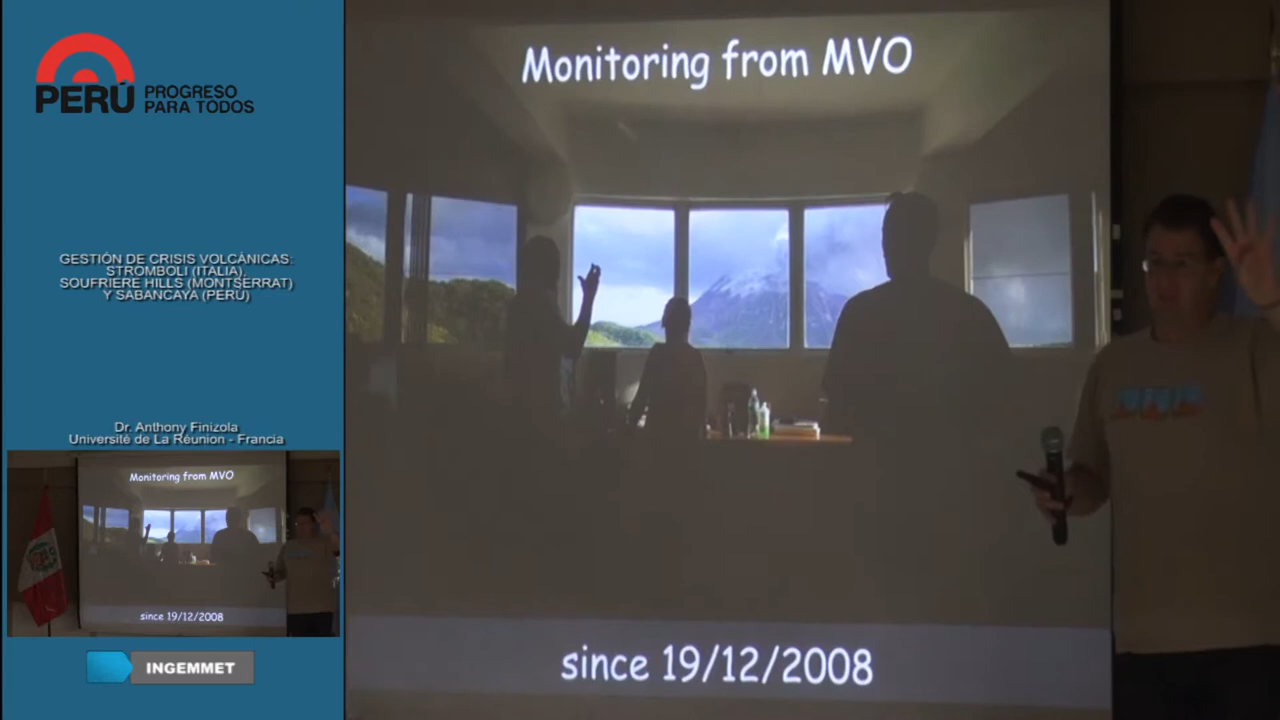 PERÚ PROGRESO
PARA TODOS
GESTIÓN DE CRISIS VOLCÁNICAS:
STROMBOLI (ITALIA),
SOUFRIERE HILLS (MONTSERRAT)
Y SABANCAYA (PERÚ)
Dr. Anthony Finizola
Université de La Réunion - Francia
Monitoring from MVO
since 19/12/2008
INGEMMET
Monitoring from MVO
since 19/12/2008